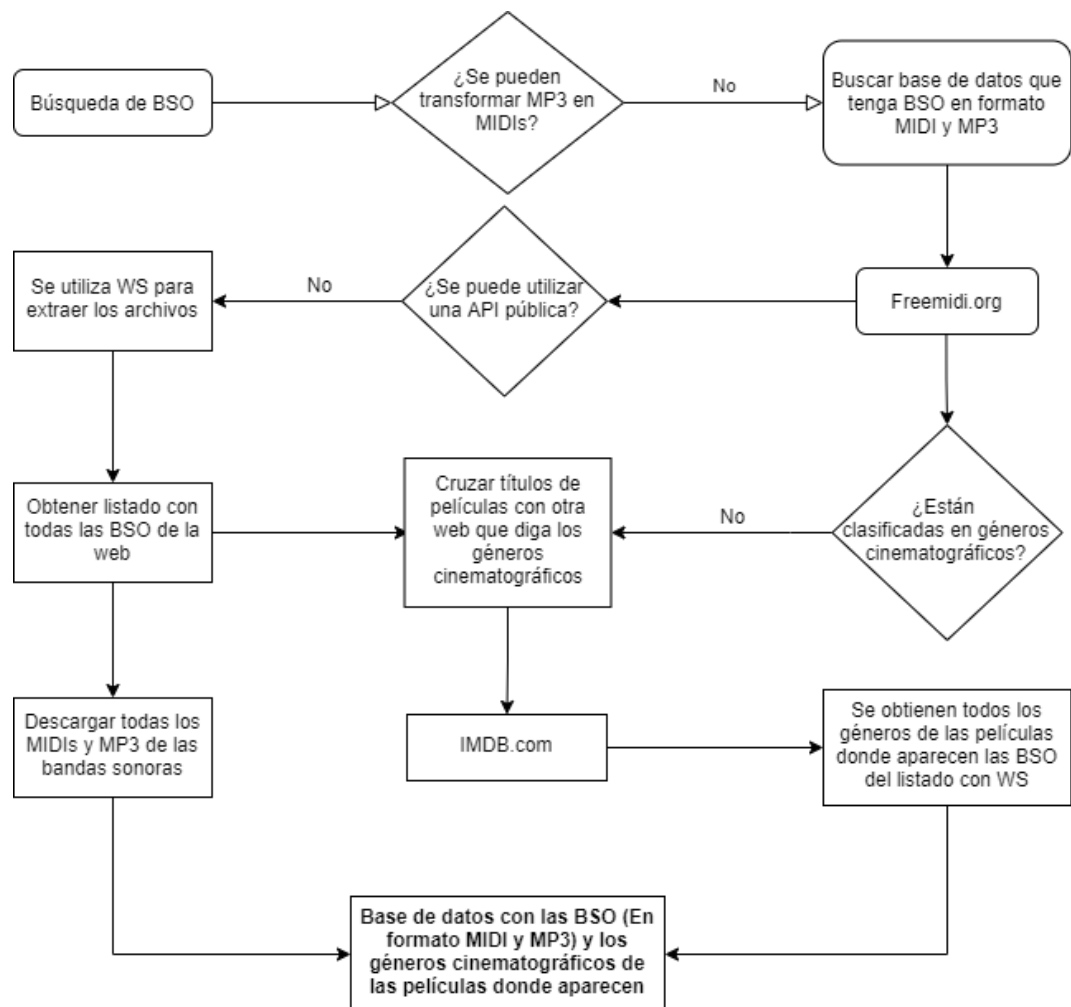 Búsqueda de BSO
¿Se pueden
transformar MP3 en
MIDIs?
No
Buscar base de datos que
tenga BSO en formato
MIDI y MP3
Se utiliza WS para
extraer los archivos
No
¿Se puede utilizar
una API pública?
Freemidi.org
Obtener listado con
todas las BSO de la
web
Cruzar títulos de
películas con otra
web que diga los
géneros
cinematográficos
No
¿Están
clasificadas en géneros
cinematográficos?
Descargar todas los
MIDIs y MP3 de las
bandas sonoras
IMDB.com
Se obtienen todos los
géneros de las películas
donde aparecen las BSO
del listado con WS
Base de datos con las BSO (En
formato MIDI y MP3) y los
géneros cinematográficos de
las películas donde aparecen